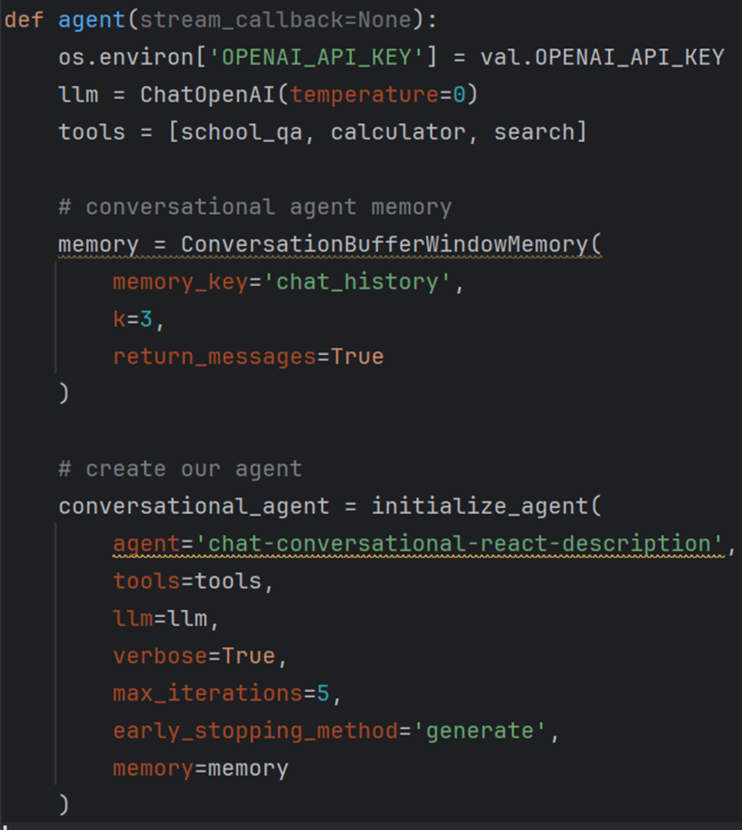 def agent(stream_callback=None):
    os.environ['OPENAI_API_KEY'] = val.OPENAI_API_KEY
    llm = ChatOpenAI(temperature=0)
    tools = [school_qa, calculator, search]

    # conversational agent memory
    memory = ConversationBufferWindowMemory(
        memory_key='chat_history',
        k=3,
        return_messages=True
    )

    # create our agent
    conversational_agent = initialize_agent(
        agent='chat-conversational-react-description',
        tools=tools,
        llm=llm,
        verbose=True,
        max_iterations=5,
        early_stopping_method='generate',
        memory=memory
    )